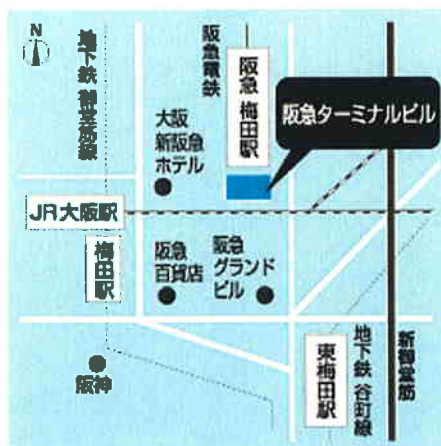 N
地下鉄 御堂筋線
阪急電鉄
阪急 梅田駅
阪急ターミナルビル
大阪
新阪急
ホテル
JR大阪駅
梅田駅
阪急
百貨店
阪急
グランド
ビル
阪神
東梅田駅
地下鉄 谷町線
新御堂筋